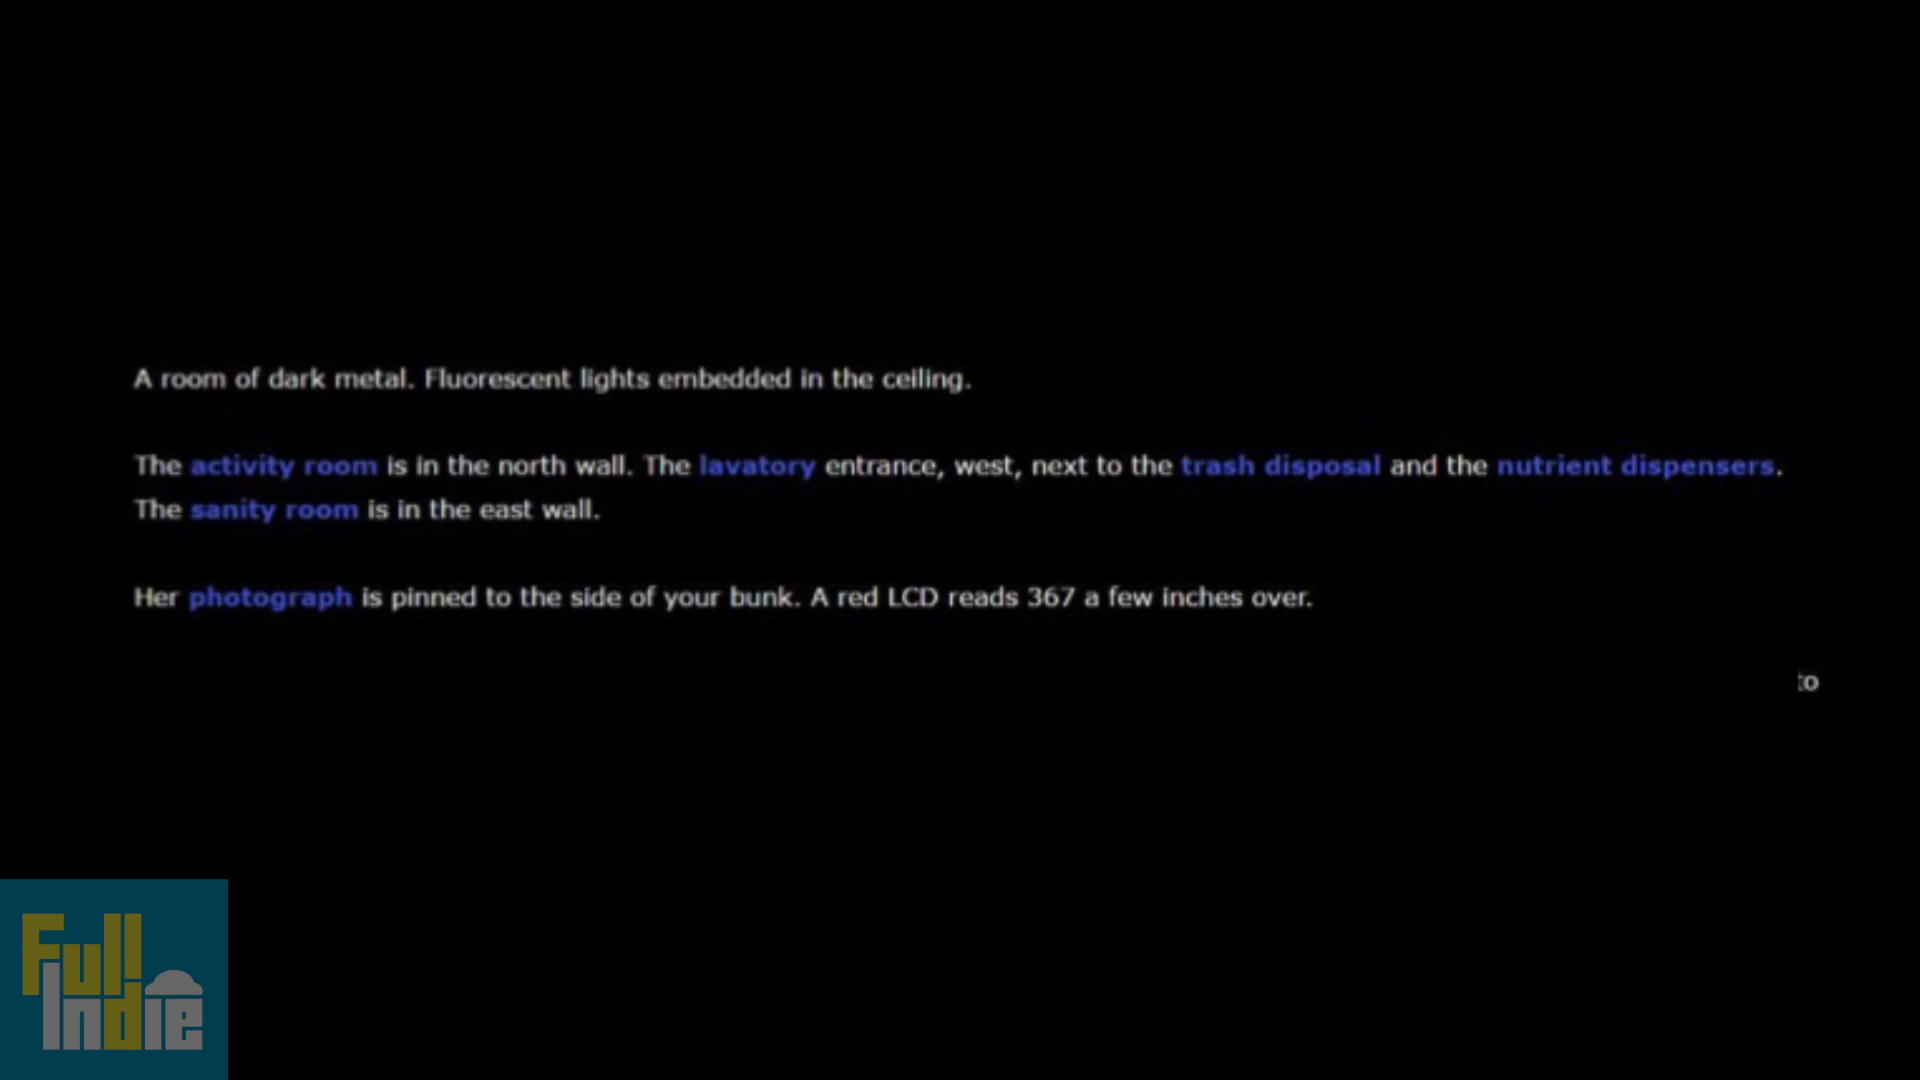 A room of dark metal. Fluorescent lights embedded in the ceiling.
The activity room is in the north wall. The lavatory entrance, west, next to the trash disposal and the nutrient dispensers.
The sanity room is in the east wall.
Her photograph is pinned to the side of your bunk. A red LCD reads 367 a few inches over.
to
Full
Indie